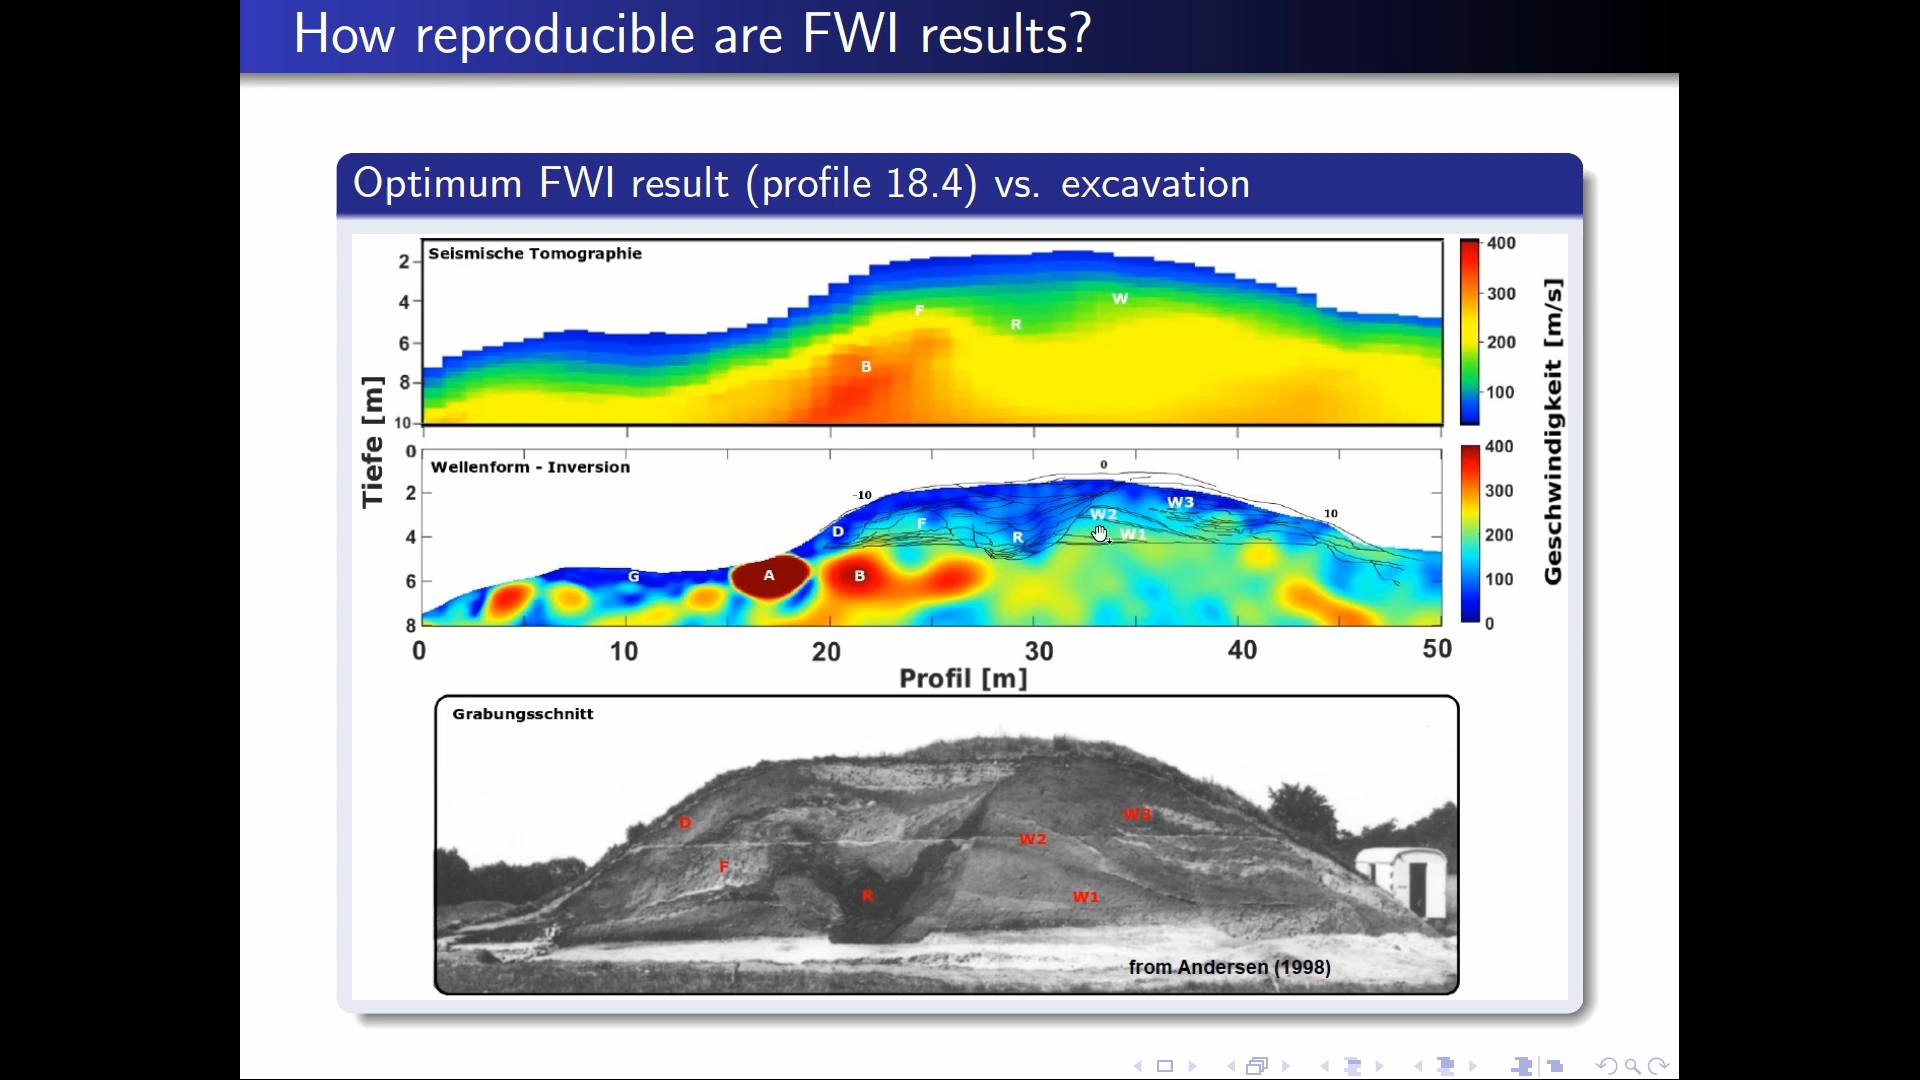 How reproducible are FWI results?
Optimum FWI result (profile 18.4) vs. excavation
Seismische Tomographie
2
4
6
8
10
F
R
W
B
400
300
200
100
Tiefe [m]
Geschwindigkeit [m/s]
Wellenform - Inversion
0
2
4
6
8
-10
0
10
D
F
R
W2
W1
W3
G
A
B
400
300
200
100
0
0
10
20
30
40
50
Profil [m]
Grabungsschnitt
D
F
R
W2
W3
W1
from Andersen (1998)